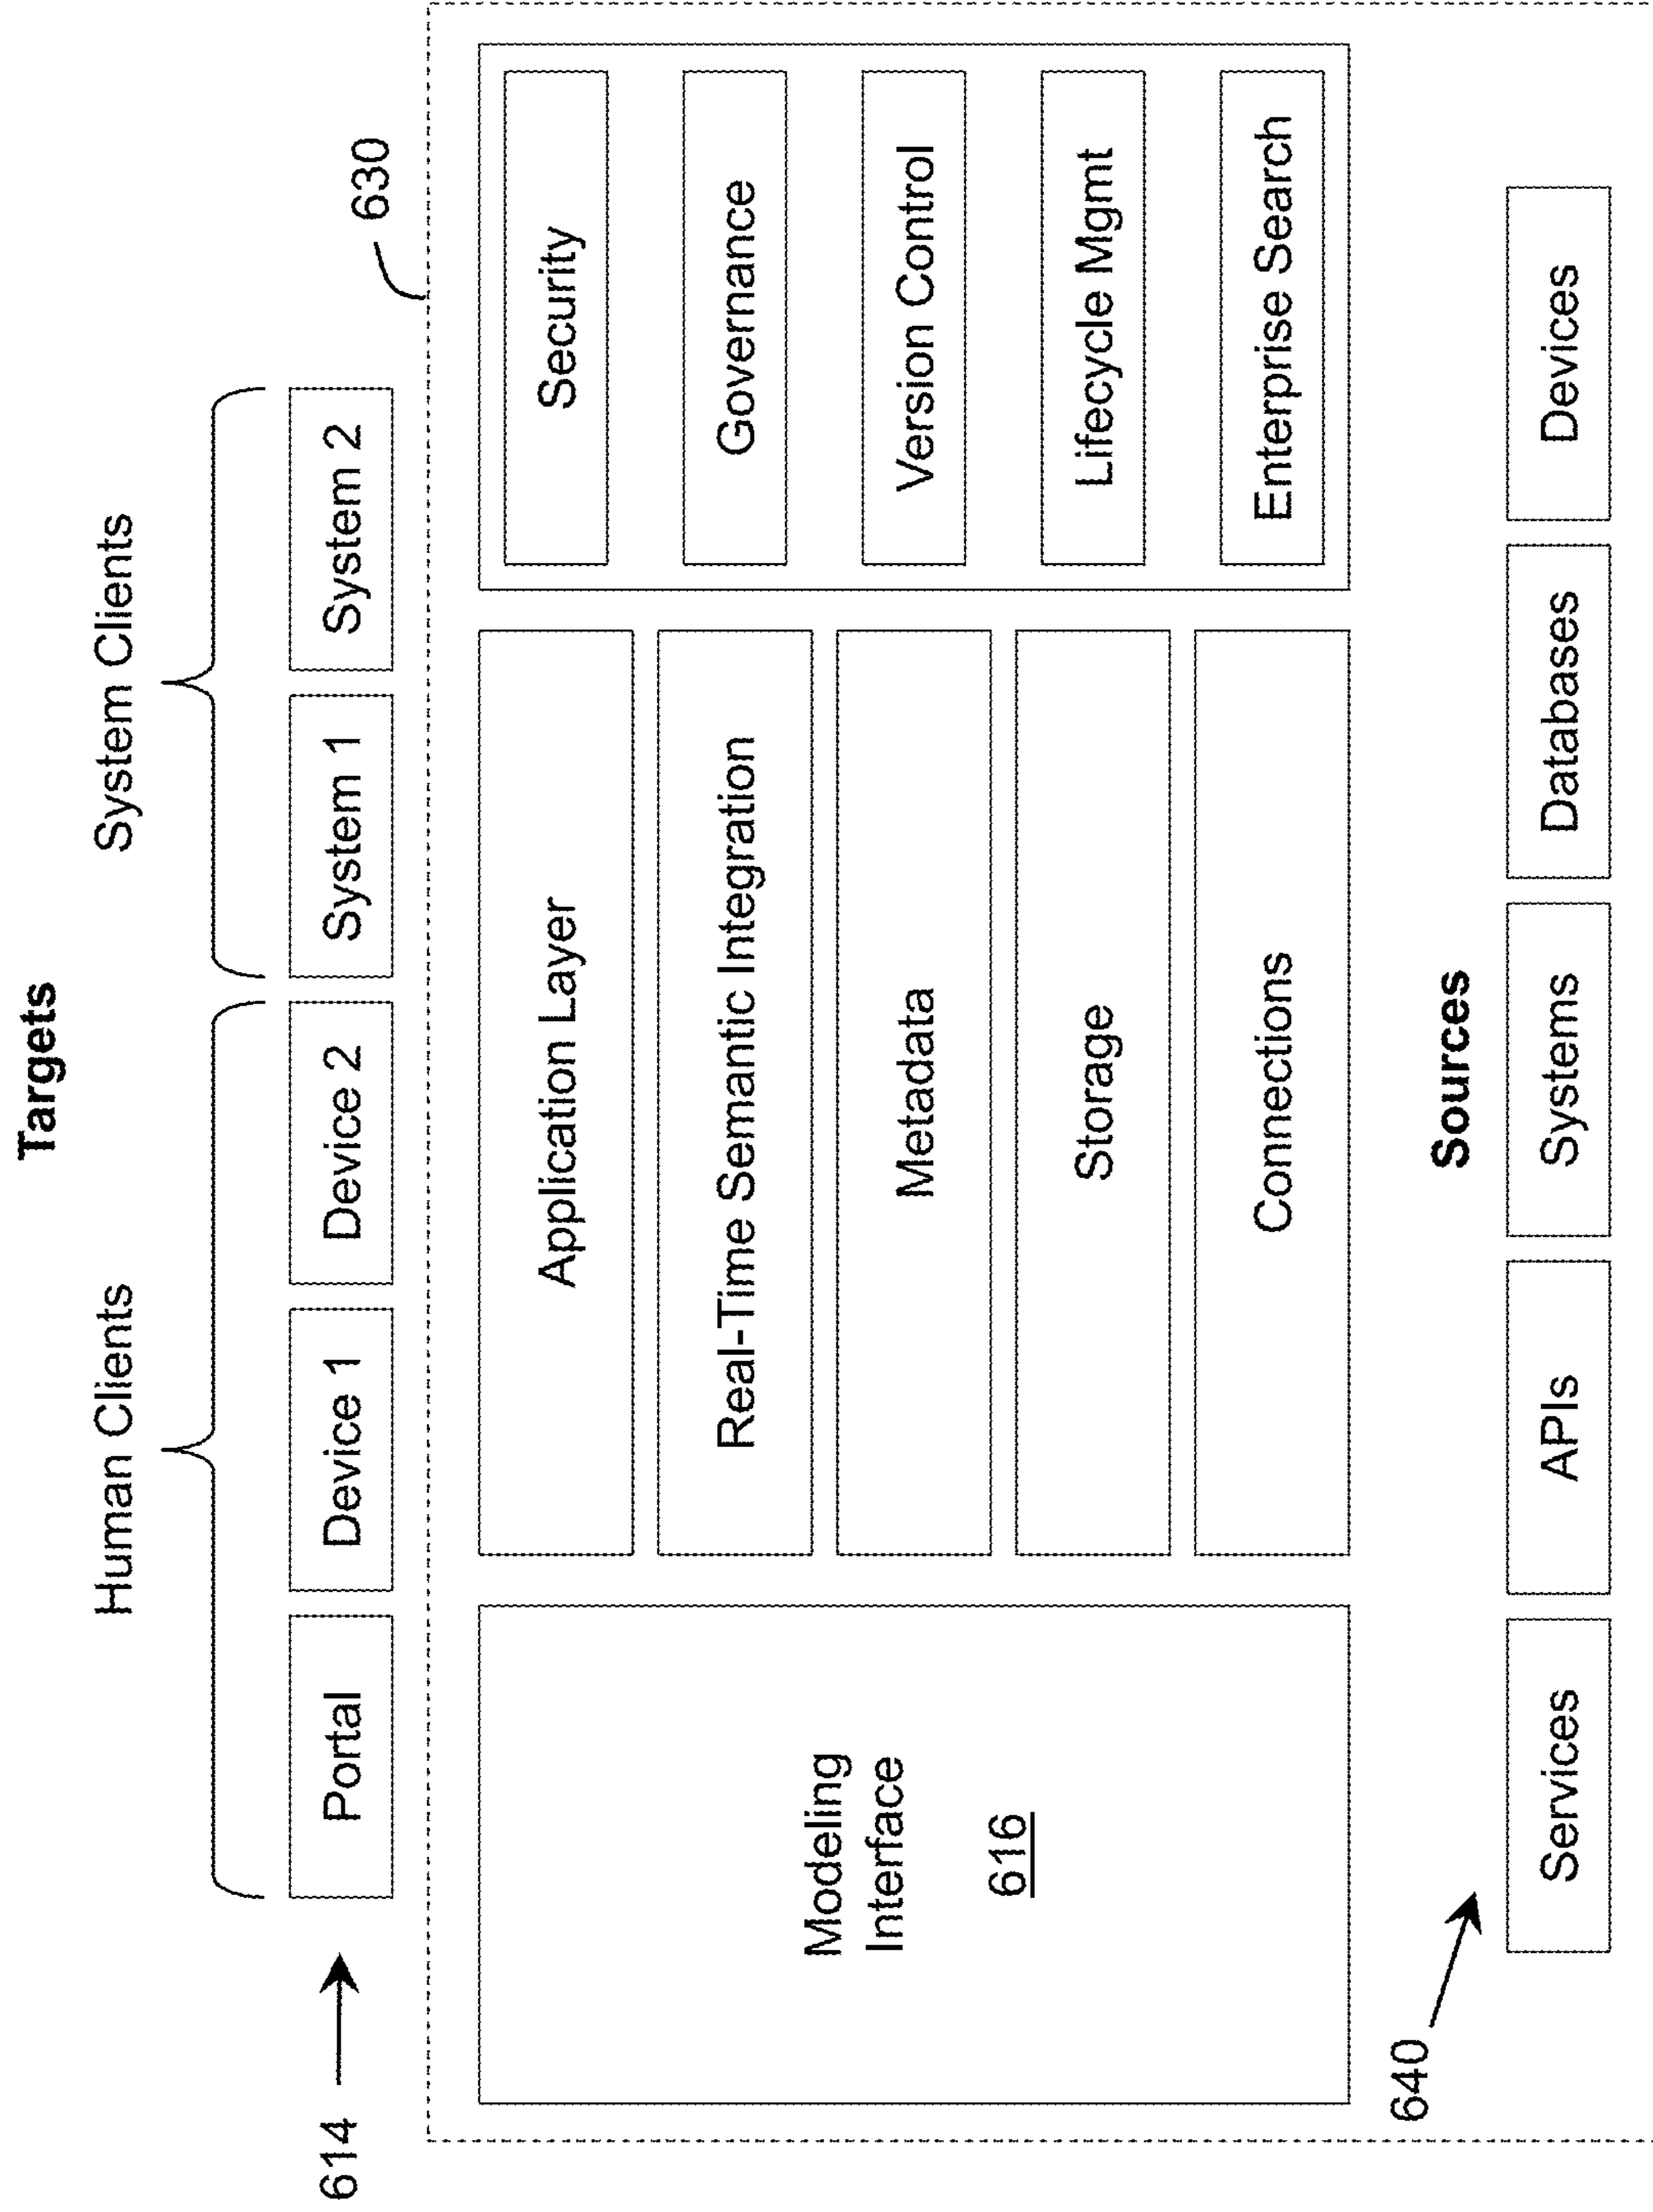 Targets
Human Clients
System Clients
614
Portal
Device 1
Device 2
System 1
System 2
630
Modeling
Interface
616
Application Layer
Real-Time Semantic Integration
Metadata
Storage
Connections
Security
Governance
Version Control
Lifecycle Mgmt
Enterprise Search
640
Sources
Services
APIs
Systems
Databases
Devices